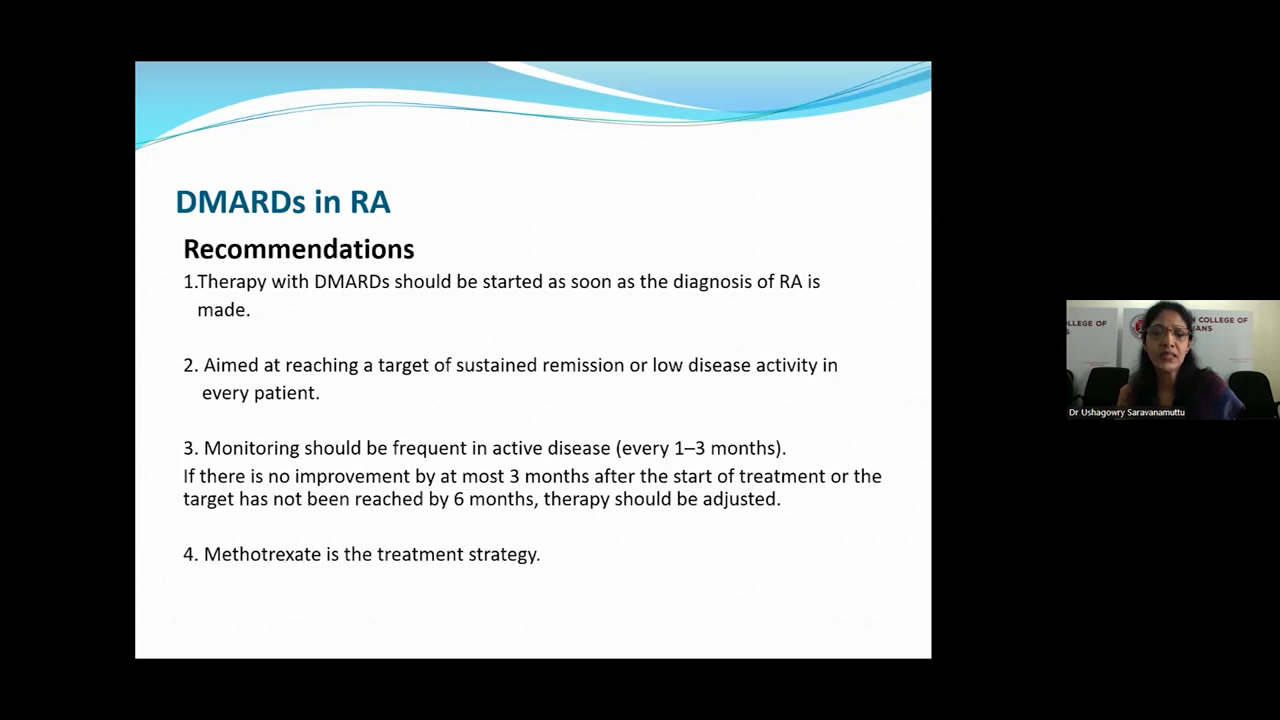 DMARDs in RA
Recommendations
1.Therapy with DMARDs should be started as soon as the diagnosis of RA is
made.
2. Aimed at reaching a target of sustained remission or low disease activity in
every patient.
3. Monitoring should be frequent in active disease (every 1–3 months).
If there is no improvement by at most 3 months after the start of treatment or the
target has not been reached by 6 months, therapy should be adjusted.
4. Methotrexate is the treatment strategy.
LLEGE OF
N COLLEGE OF
Dr Ushagowry Saravanamuttu